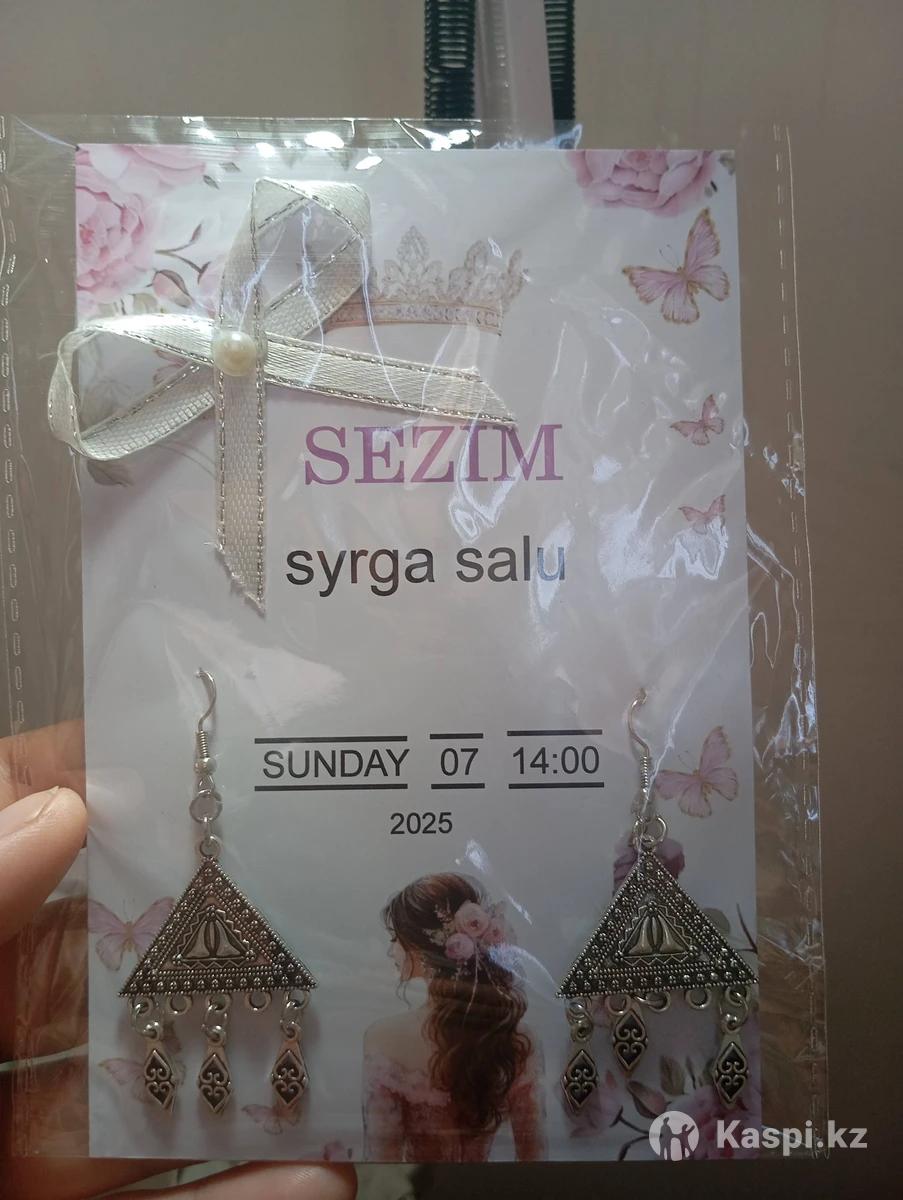 SEZIM
syrga salu
SUNDAY 07 14:00
2025
Kaspi.kz